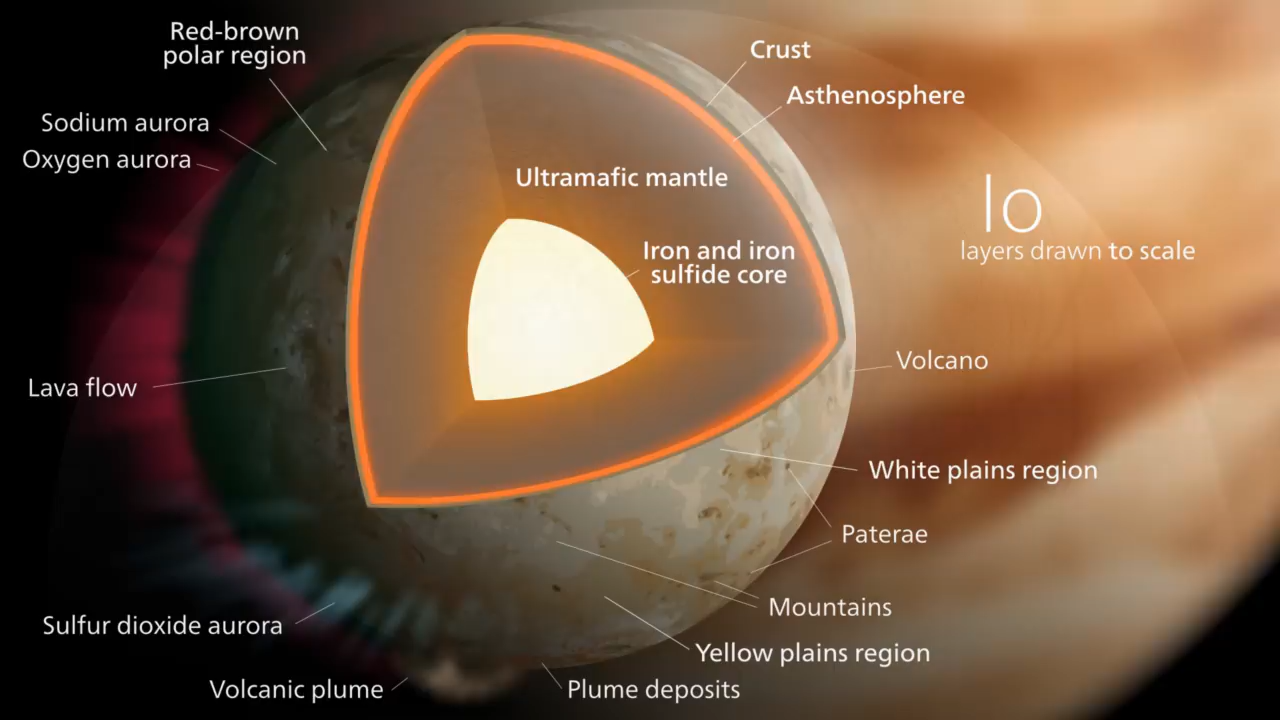 Red-brown
polar region
Crust
Asthenosphere
Sodium aurora
Oxygen aurora
Ultramafic mantle
Io
layers drawn to scale
Iron and iron
sulfide core
Volcano
Lava flow
White plains region
Paterae
Mountains
Sulfur dioxide aurora
Yellow plains region
Volcanic plume
Plume deposits